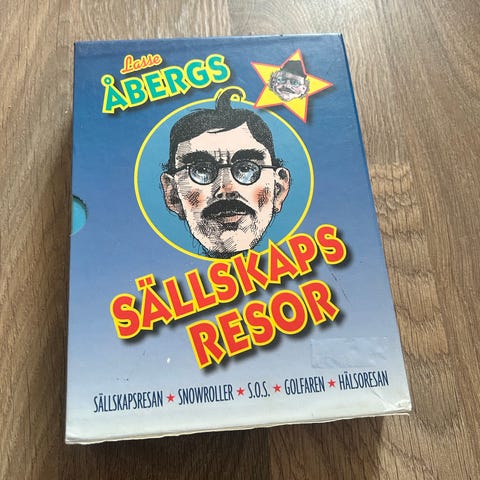 Lasse
ÅBERGS
SÄLLSKAPS
RESOR
SÄLLSKAPSRESAN ★ SNOWROLLER ★ S.O.S. ★ GOLFAREN ★ HÄLSORESAN